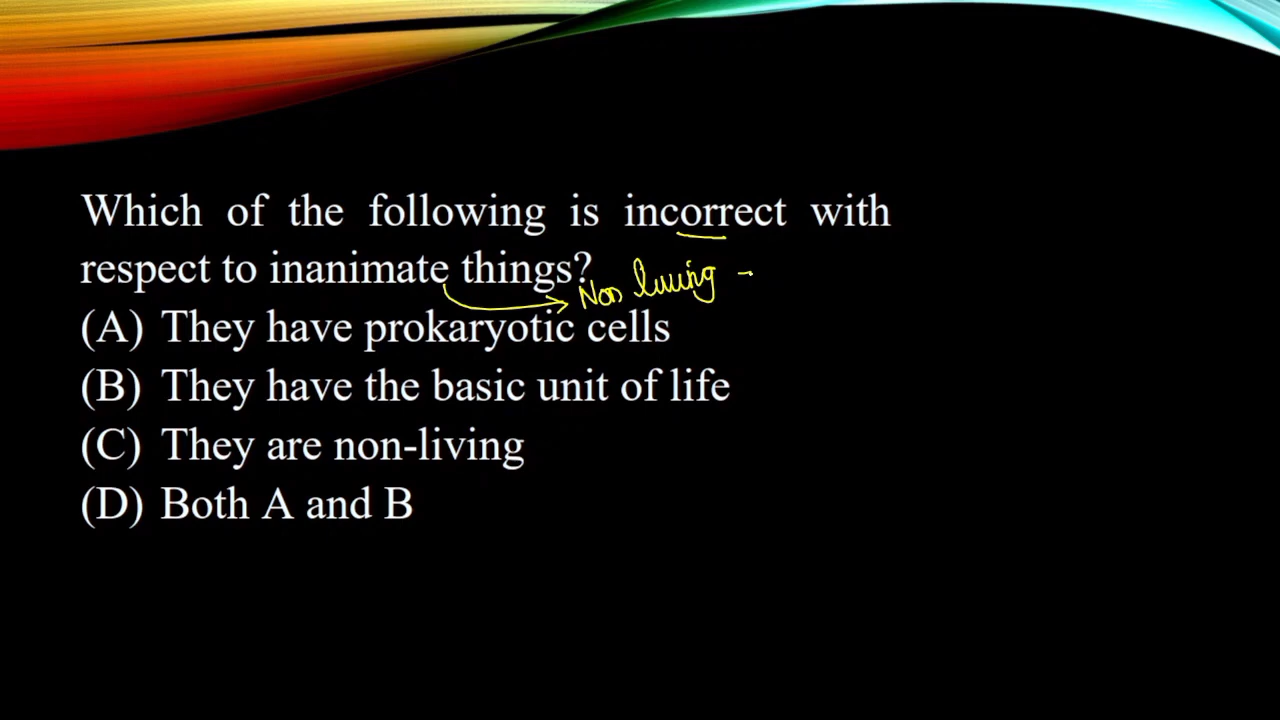 Which of the following is incorrect with
respect to inanimate things?
Non living -
(A) They have prokaryotic cells
(B) They have the basic unit of life
(C) They are non-living
(D) Both A and B